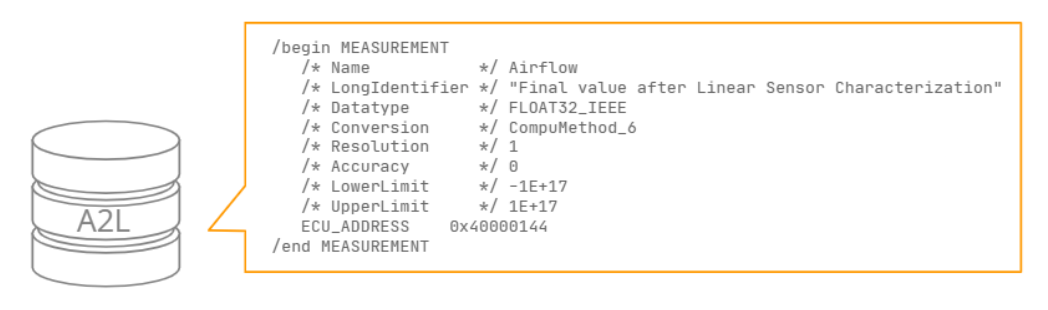 /begin MEASUREMENT
/* Name */ Airflow
/* LongIdentifier */ "Final value after Linear Sensor Characterization"
/* Datatype */ FLOAT32_IEEE
/* Conversion */ CompuMethod_6
/* Resolution */ 1
/* Accuracy */ 0
/* LowerLimit */ -1E+17
/* UpperLimit */ 1E+17
ECU_ADDRESS 0x40000144
/end MEASUREMENT
A2L